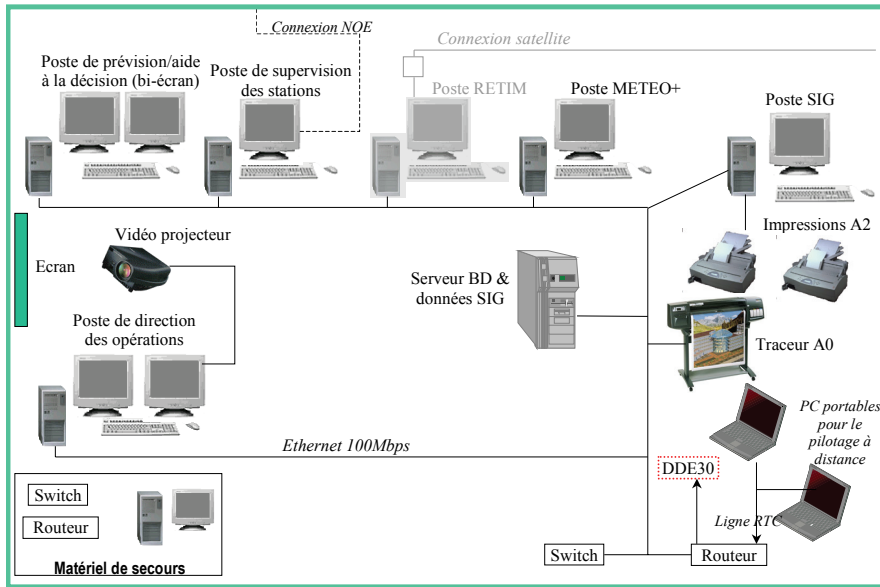 Connexion NOE
Connexion satellite
Poste de prévision/aide
à la décision (bi-écran)
Poste de supervision
des stations
Poste RETIM
Poste METEO+
Poste SIG
Impressions A2
Ecran
Vidéo projecteur
Serveur BD &
données SIG
Poste de direction
des opérations
Traceur A0
PC portables
pour le
pilotage à
distance
Ethernet 100Mbps
DDE30
Ligne RTC
Switch
Routeur
Switch
Routeur
Matériel de secours